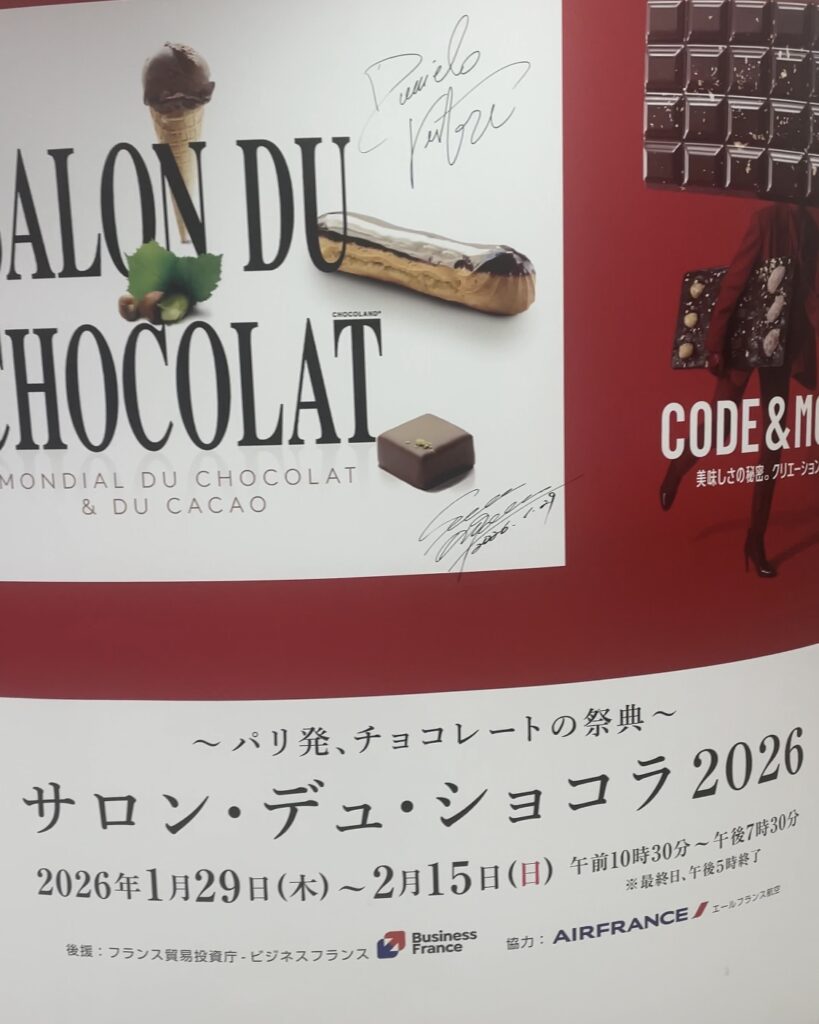 ALON DU
CHOCOLAND®
CHOCOLAT
MONDIAL DU CHOCOLAT
& DU CACAO
2026.1.29
CODE & MO
美味しさの秘密。クリエーション
～パリ発、チョコレートの祭典～
サロン・デュ・ショコラ 2026
2026年1月29日(木)～2月15日(日) 午前10時30分～午後7時30分
※最終日、午後5時終了
後援：フランス貿易投資庁-ビジネスフランス Business France 協力：AIRFRANCE エールフランス航空